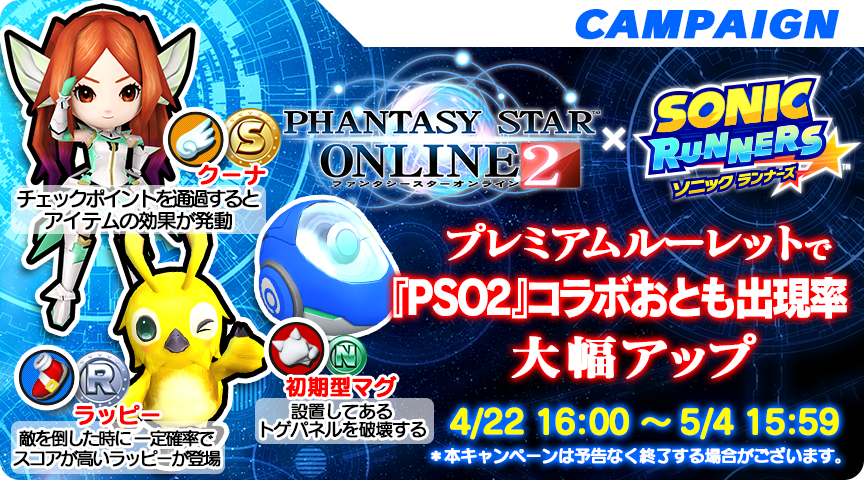 CAMPAIGN
PHANTASY STAR™
ONLINE 2
ファンタシースターオンライン
×
SONIC
RUNNERS
ソニック ランナーズ™
S
クーナ
チェックポイントを通過すると
アイテムの効果が発動
プレミアムルーレットで
『PSO2』コラボおとも出現率
大幅アップ
R
ラッピー
敵を倒した時に一定確率で
スコアが高いラッピーが登場
N
初期型マグ
設置してある
トゲパネルを破壊する
4/22 16:00 ～ 5/4 15:59
＊本キャンペーンは予告なく終了する場合がございます。